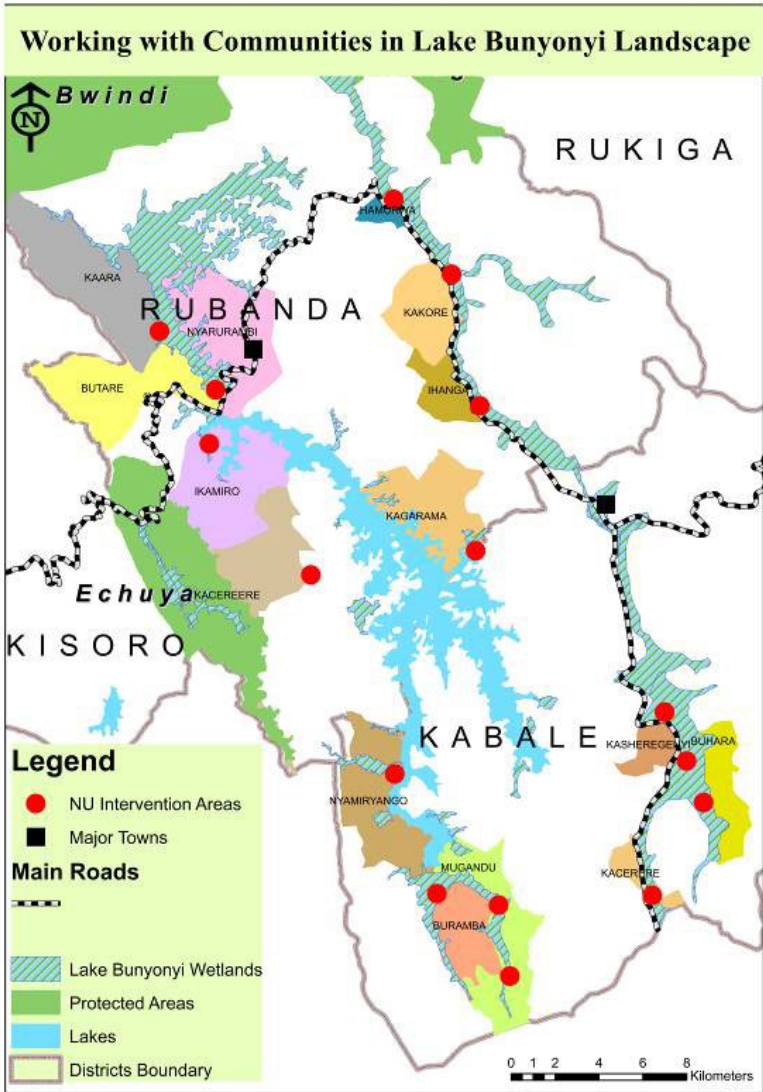 Working with Communities in Lake Bunyonyi Landscape
Bwindi
N
RUKIGA
HAMURWA
KAARA
RUBANDA
KAKORE
NYARURAMBI
BUTARE
IHANGA
IKAMIRO
KAGARAMA
Echuya
KACEREERE
KISORO
KABALE
KASHEREGENYI
BUHARA
NYAMIRYANGO
MUGANDU
KACERERE
BURAMBA
Legend
NU Intervention Areas
Major Towns
Main Roads
Lake Bunyonyi Wetlands
Protected Areas
Lakes
Districts Boundary
0 1 2 4 6 8
Kilometers